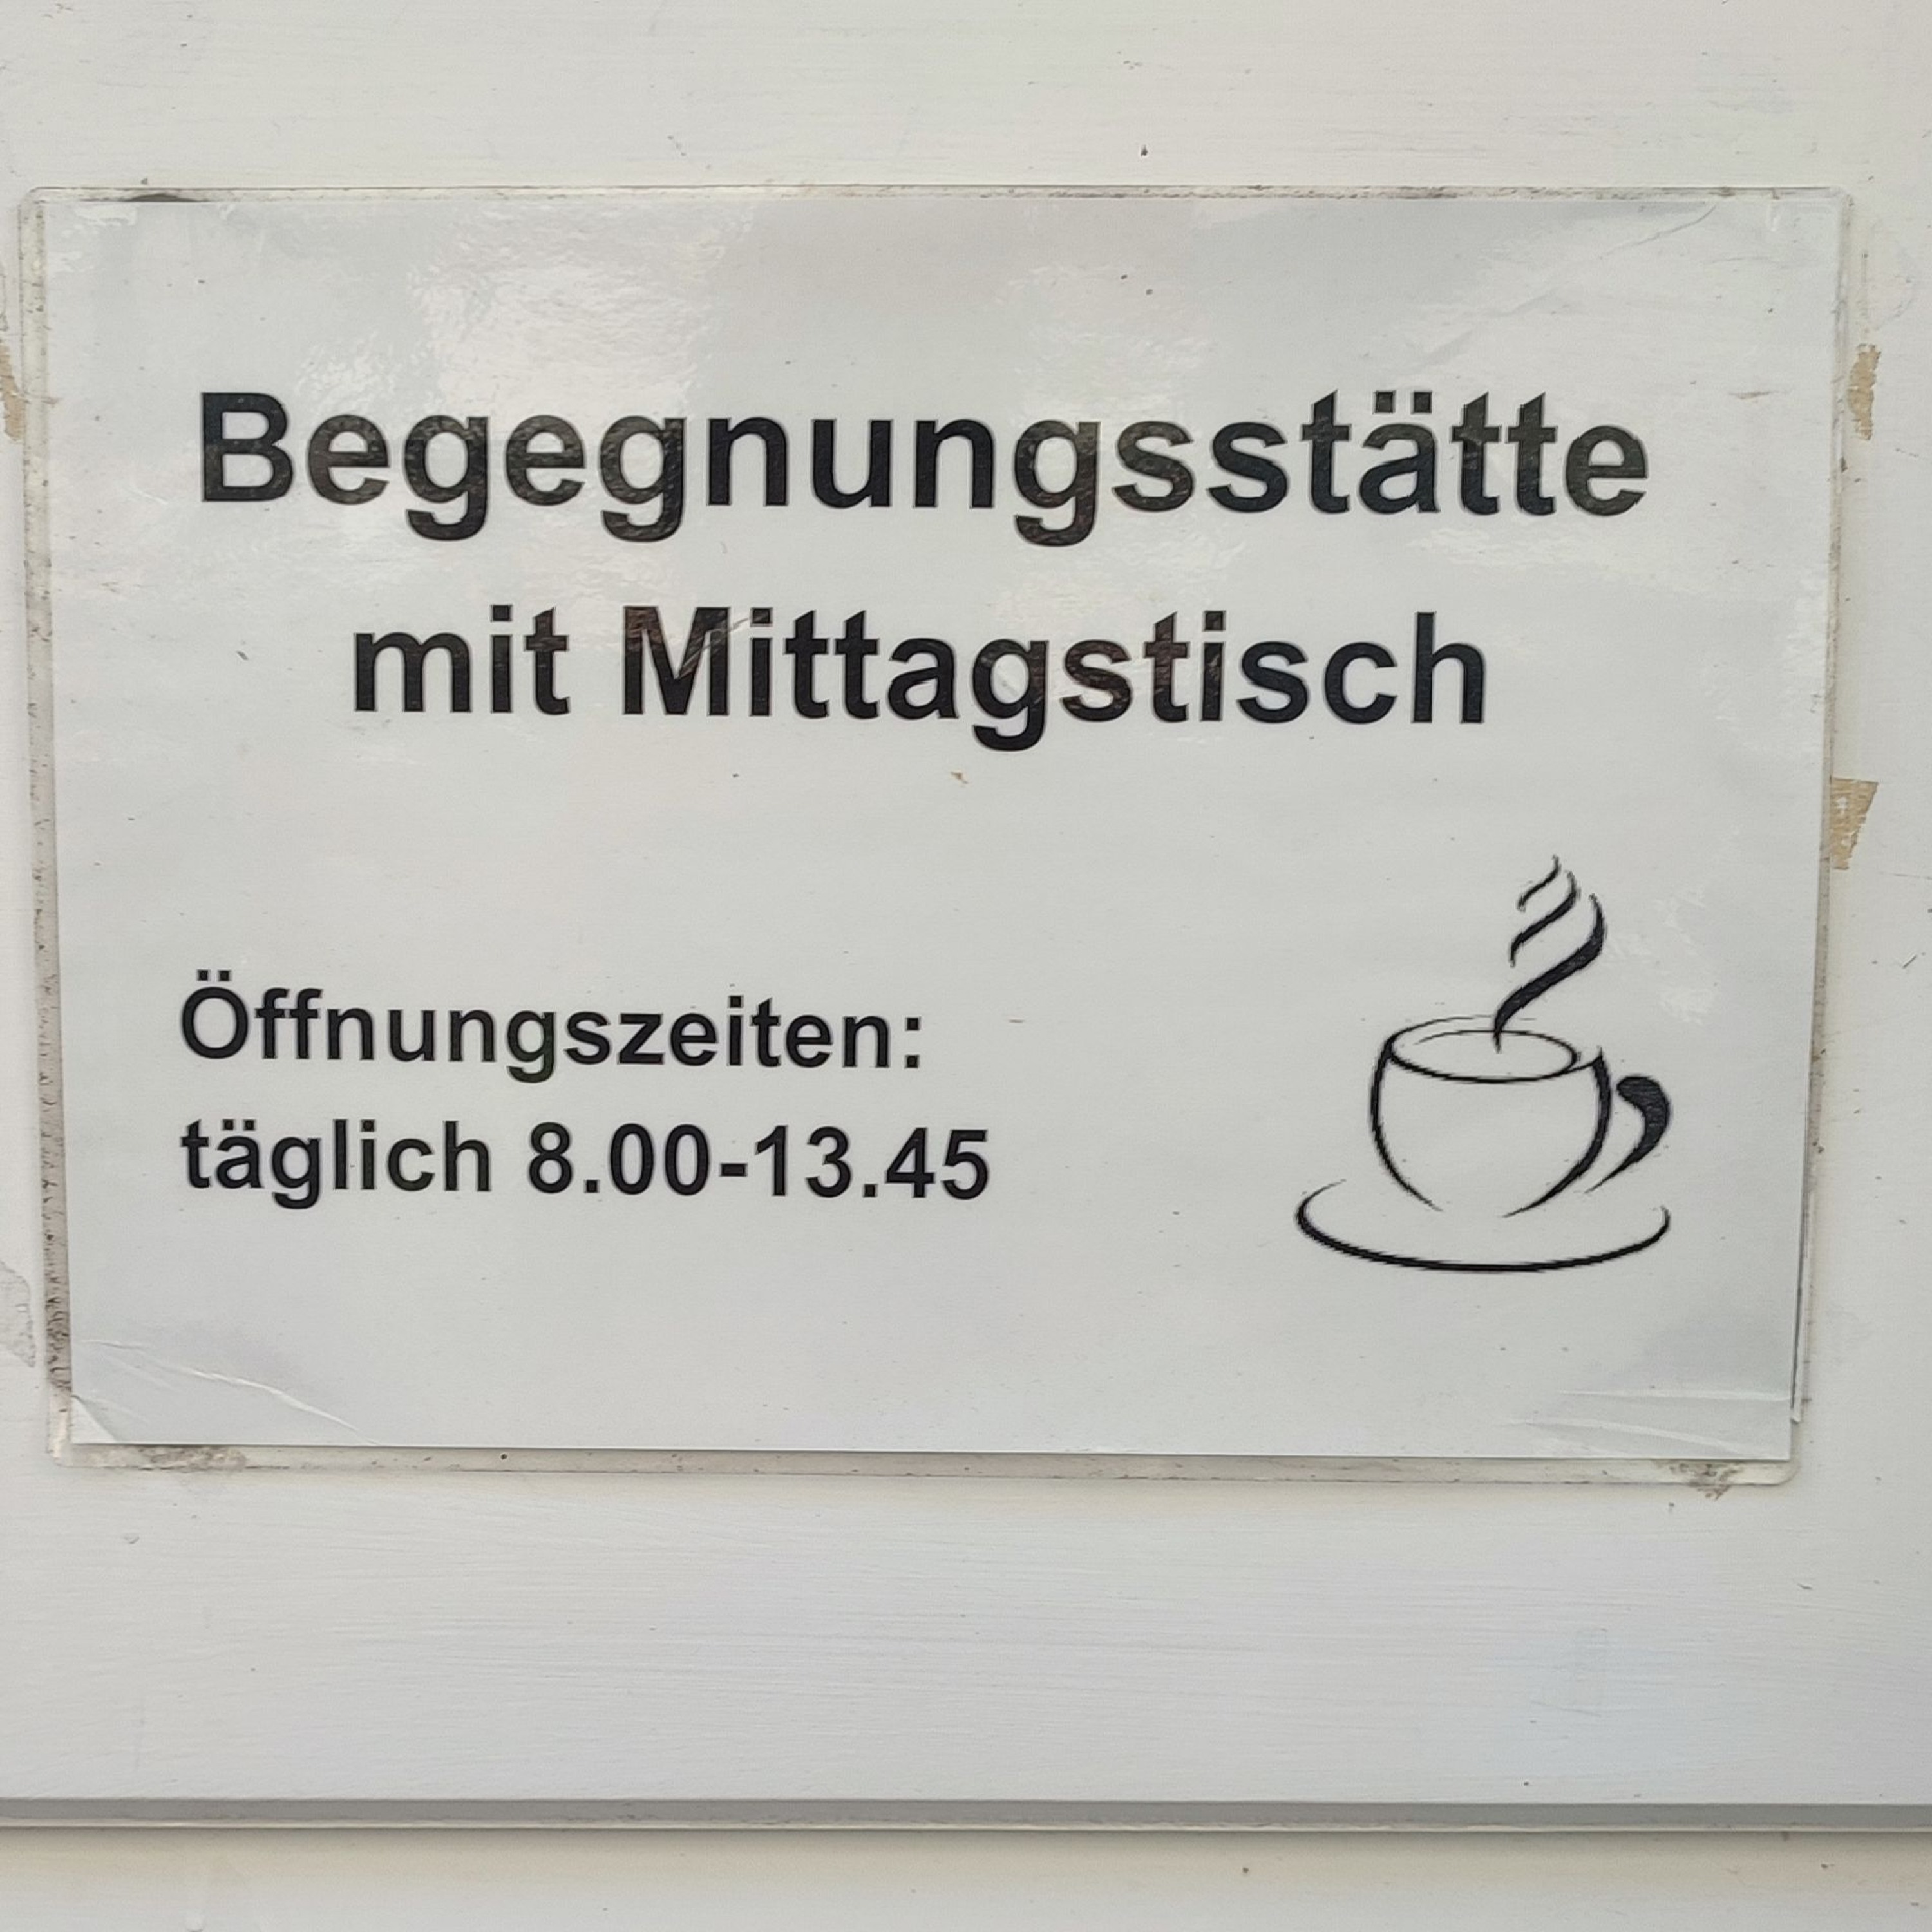 Begegnungsstätte
mit Mittagstisch
Öffnungszeiten:
täglich 8.00-13.45